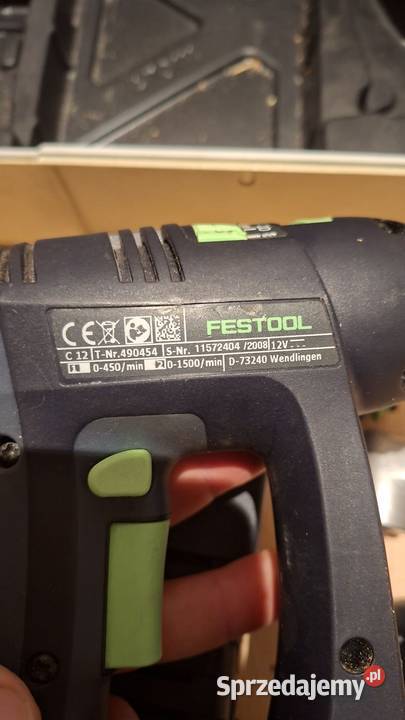 FESTOOL
C 12 T-Nr.490454 S-Nr. 11572404 /2008 12V
1 0-450/min 2 0-1500/min D-73240 Wendlingen
Sprzedajemy.pl